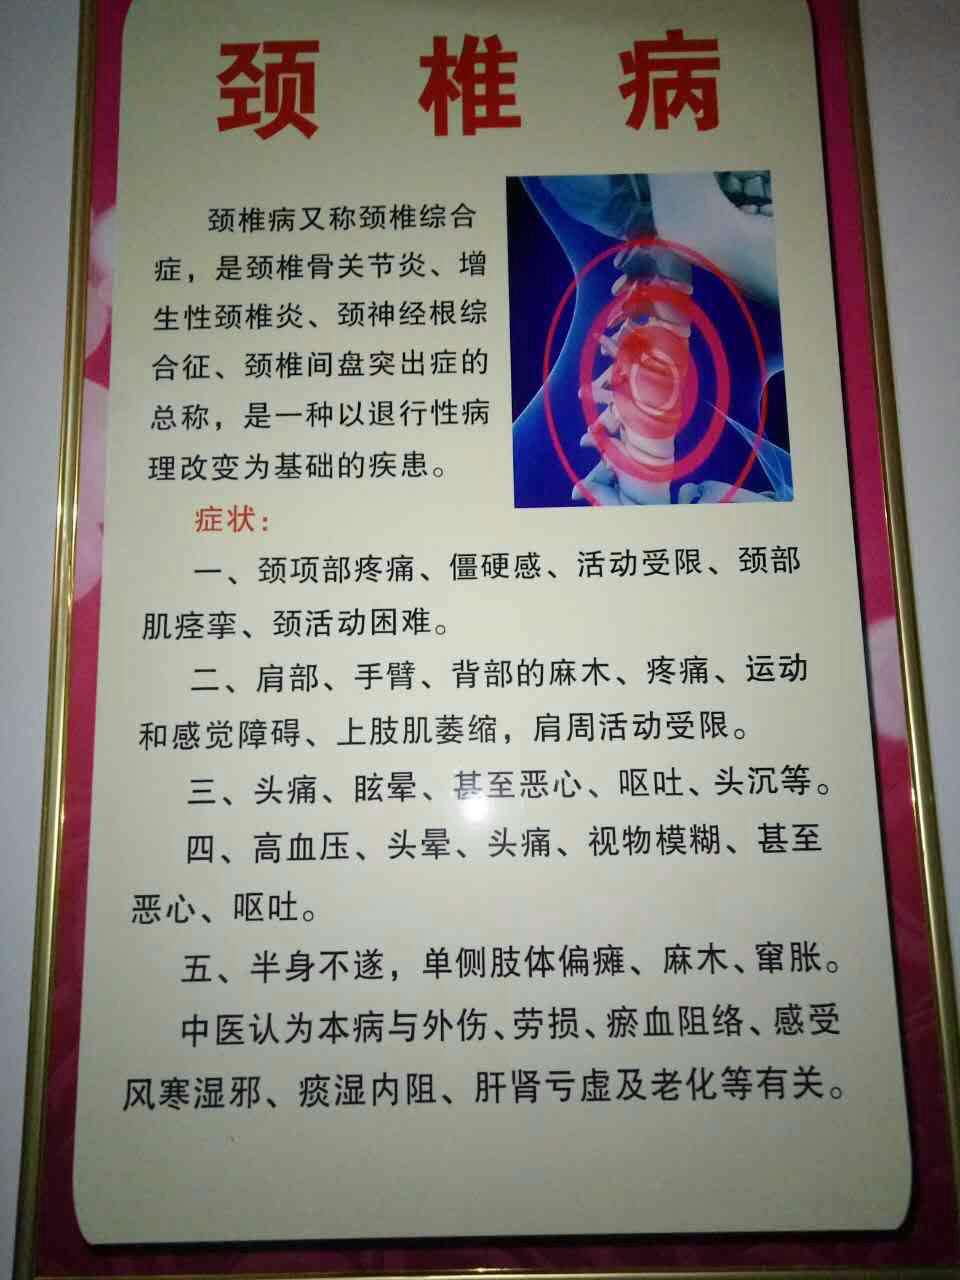 颈椎病
颈椎病又称颈椎综合
症，是颈椎骨关节炎、增
生性颈椎炎、颈神经根综
合征、颈椎间盘突出症的
总称，是一种以退行性病
理改变为基础的疾患。
症状：
一、颈项部疼痛、僵硬感、活动受限、颈部
肌痉挛、颈活动困难。
二、肩部、手臂、背部的麻木、疼痛、运动
和感觉障碍、上肢肌萎缩，肩周活动受限。
三、头痛、眩晕、甚至恶心、呕吐、头沉等。
四、高血压、头晕、头痛、视物模糊、甚至
恶心、呕吐。
五、半身不遂，单侧肢体偏瘫、麻木、窜胀。
中医认为本病与外伤、劳损、瘀血阻络、感受
风寒湿邪、痰湿内阻、肝肾亏虚及老化等有关。